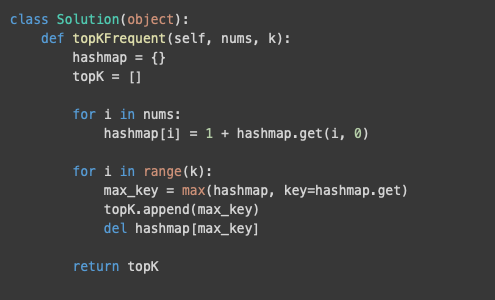 class Solution(object):
    def topKFrequent(self, nums, k):
        hashmap = {}
        topK = []

        for i in nums:
            hashmap[i] = 1 + hashmap.get(i, 0)

        for i in range(k):
            max_key = max(hashmap, key=hashmap.get)
            topK.append(max_key)
            del hashmap[max_key]

        return topK